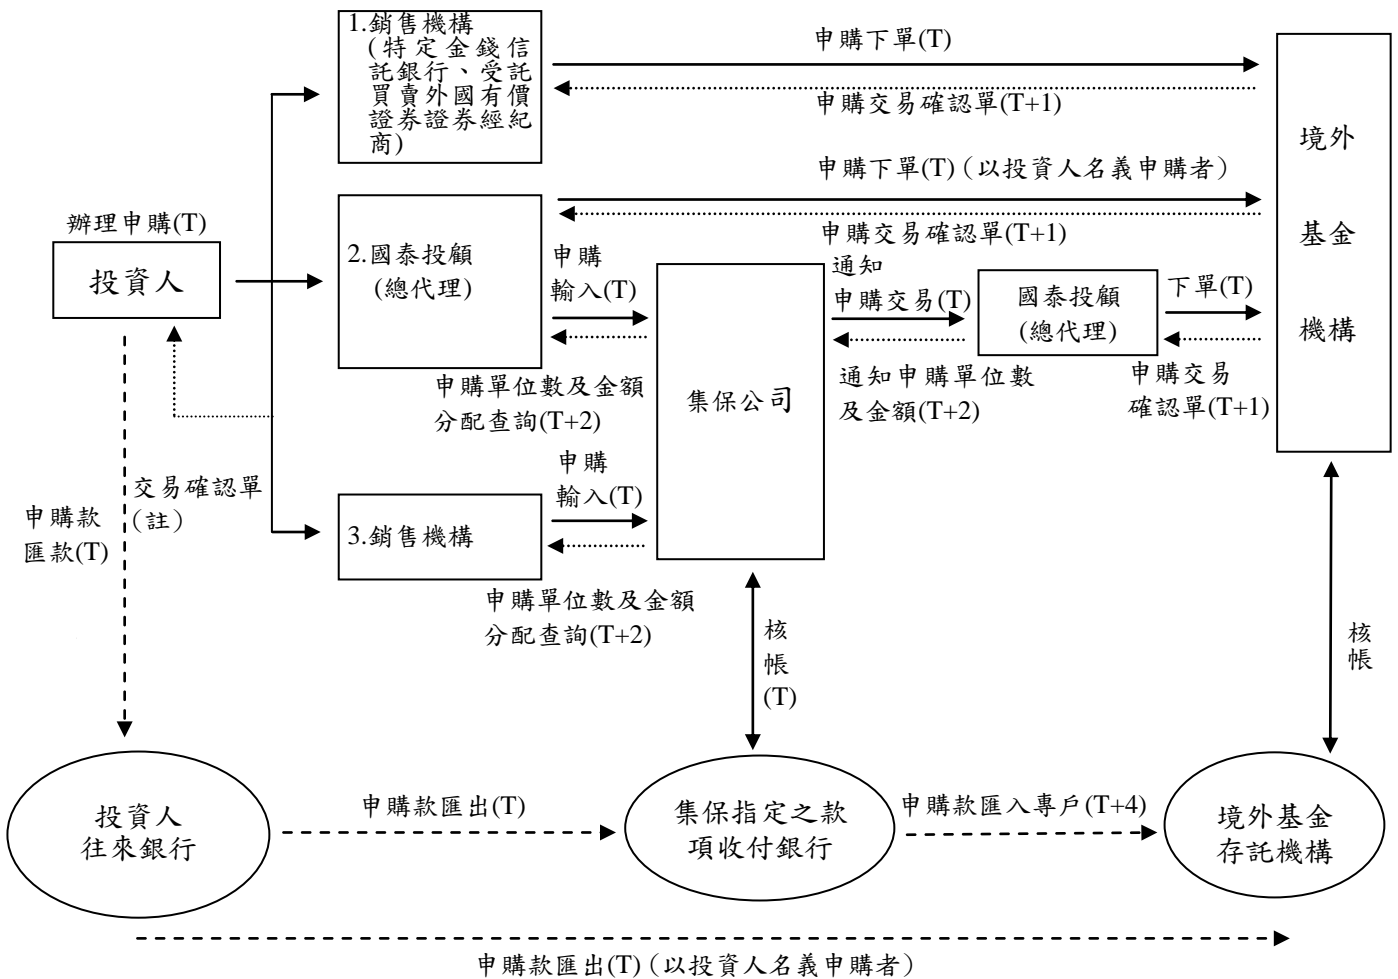 1.銷售機構
(特定金錢信
託銀行、受託
買賣外國有價
證券證券經紀
商)
申購下單(T)
申購交易確認單(T+1)
境外
基金
機構
申購下單(T)（以投資人名義申購者）
申購交易確認單(T+1)
辦理申購(T)
投資人
2.國泰投顧
(總代理)
申購
輸入(T)
通知
申購交易(T)
國泰投顧
(總代理)
下單(T)
集保公司
申購單位數及金額
分配查詢(T+2)
通知申購單位數
及金額(T+2)
申購交易
確認單(T+1)
申購
輸入(T)
交易確認單
（註）
申購款
匯款(T)
3.銷售機構
申購單位數及金額
分配查詢(T+2)
核
帳
(T)
核
帳
投資人
往來銀行
申購款匯出(T)
集保指定之款
項收付銀行
申購款匯入專戶(T+4)
境外基金
存託機構
申購款匯出(T)（以投資人名義申購者）